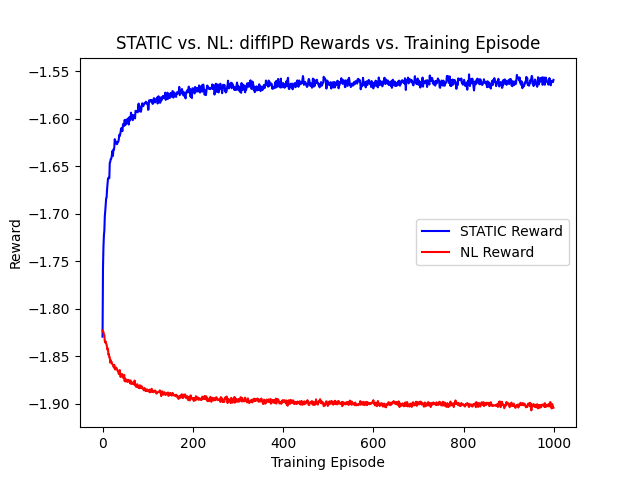 STATIC vs. NL: diffIPD Rewards vs. Training Episode
−1.55
−1.60
−1.65
−1.70
−1.75
−1.80
−1.85
−1.90
Reward
STATIC Reward
NL Reward
0 200 400 600 800 1000
Training Episode